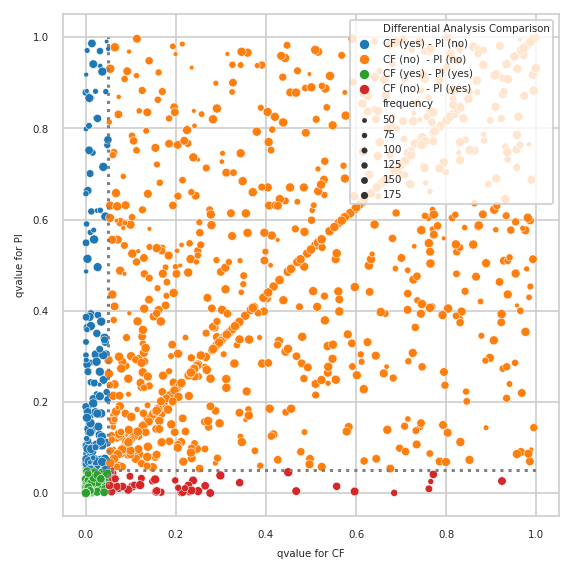 Differential Analysis Comparison
CF (yes) - PI (no)
CF (no)  - PI (no)
CF (yes) - PI (yes)
CF (no)  - PI (yes)
frequency
50
75
100
125
150
175
1.0
0.8
0.6
0.4
0.2
0.0
qvalue for PI
0.0 0.2 0.4 0.6 0.8 1.0
qvalue for CF